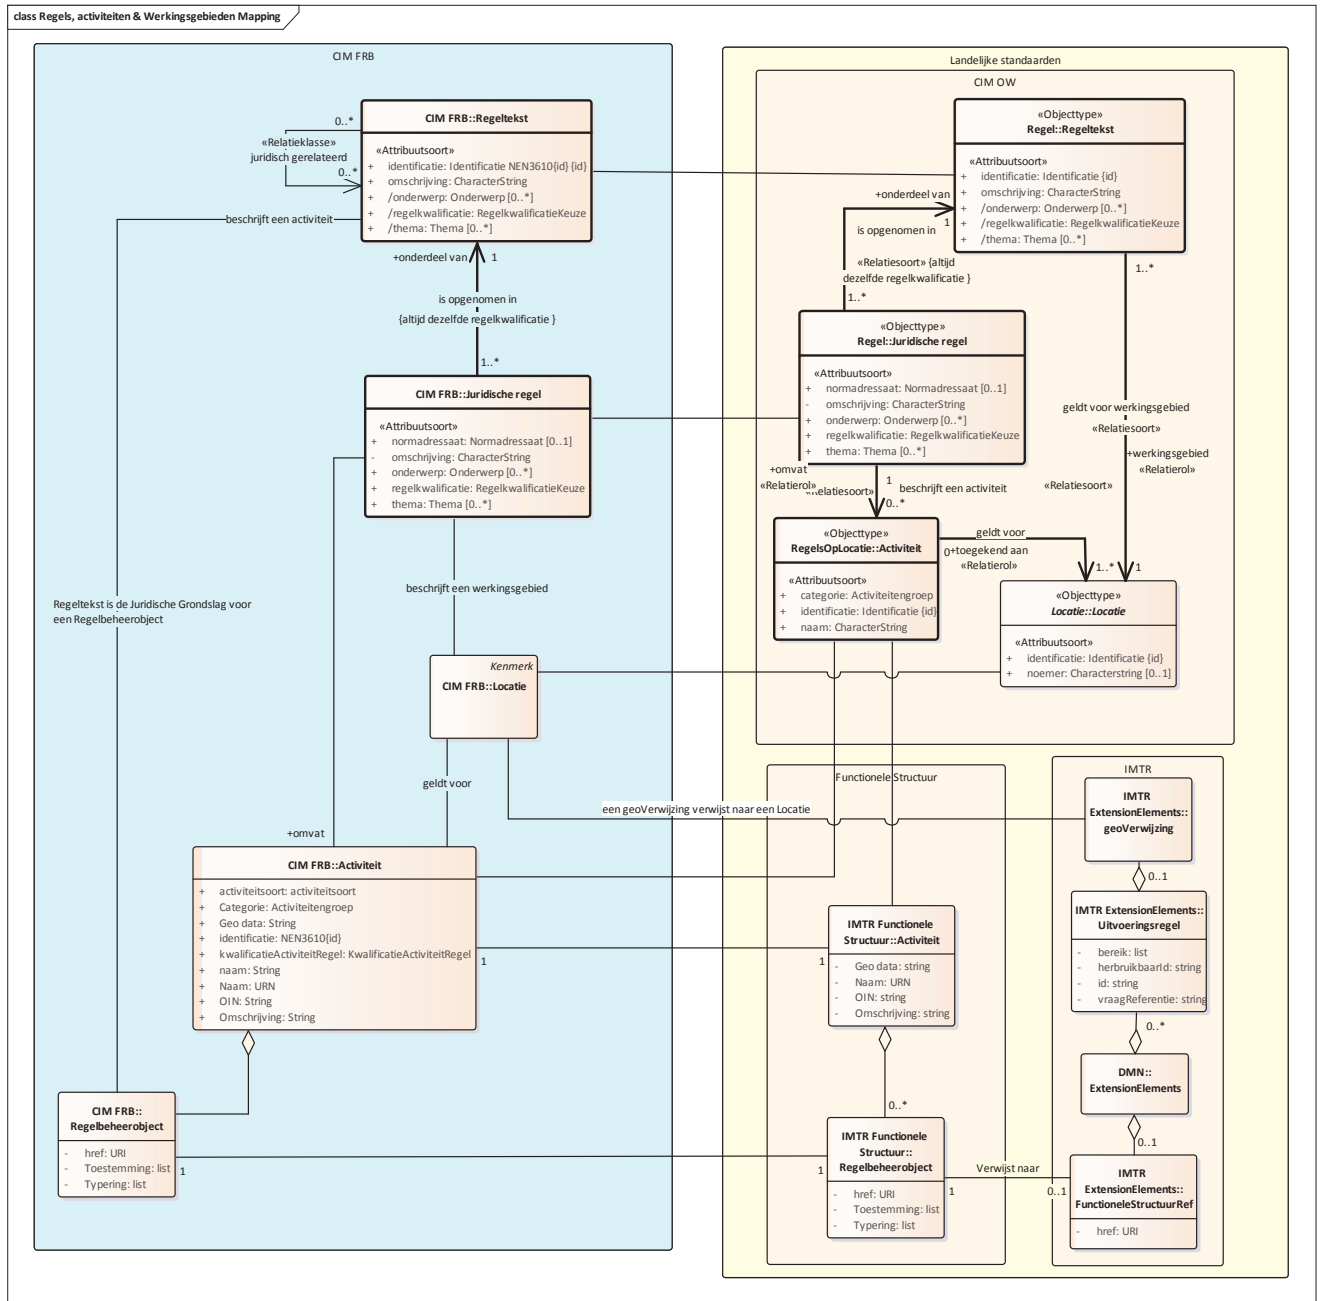 class Regels, activiteiten & Werkingsgebieden Mapping
CIM FRB
CIM FRB::Regeltekst
«Attribuutsoort»
+ identificatie: Identificatie NEN3610{id} {id}
+ omschrijving: CharacterString
+ /onderwerp: Onderwerp [0..*]
+ /regelkwalificatie: RegelkwalificatieKeuze
+ /thema: Thema [0..*]
0..*
«Relatieklasse»
juridisch gerelateerd
0..*
beschrijft een activiteit
+onderdeel van
1
is opgenomen in
{altijd dezelfde regelkwalificatie }
1..*
CIM FRB::Juridische regel
«Attribuutsoort»
+ normadressaat: Normadressaat [0..1]
- omschrijving: CharacterString
+ onderwerp: Onderwerp [0..*]
+ regelkwalificatie: RegelkwalificatieKeuze
+ thema: Thema [0..*]
beschrijft een werkingsgebied
Regeltekst is de Juridische Grondslag voor
een Regelbeheerobject
Kenmerk
CIM FRB::Locatie
geldt voor
+omvat
CIM FRB::Activiteit
+ activiteitsoort: activiteitsoort
+ Categorie: Activiteitengroep
+ Geo data: String
+ identificatie: NEN3610{id}
+ kwalificatieActiviteitRegel: KwalificatieActiviteitRegel
+ naam: String
+ Naam: URN
+ OIN: String
+ Omschrijving: String
1
CIM FRB::
Regelbeheerobject
- href: URI
- Toestemming: list
- Typering: list
1
een geoVerwijzing verwijst naar een Locatie
Landelijke standaarden
CIM OW
«Objecttype»
Regel::Regeltekst
«Attribuutsoort»
+ identificatie: Identificatie {id}
+ omschrijving: CharacterString
+ /onderwerp: Onderwerp [0..*]
+ /regelkwalificatie: RegelkwalificatieKeuze
+ /thema: Thema [0..*]
+onderdeel van
1
is opgenomen in
«Relatiesoort» {altijd
dezelfde regelkwalificatie }
1..*
1..*
«Objecttype»
Regel::Juridische regel
«Attribuutsoort»
+ normadressaat: Normadressaat [0..1]
- omschrijving: CharacterString
+ onderwerp: Onderwerp [0..*]
+ regelkwalificatie: RegelkwalificatieKeuze
+ thema: Thema [0..*]
geldt voor werkingsgebied
«Relatiesoort»
+werkingsgebied
«Relatierol»
+omvat
«Relatierol»
«Relatiesoort»
1
beschrijft een activiteit
0..*
«Relatiesoort»
«Objecttype»
RegelsOpLocatie::Activiteit
«Attribuutsoort»
+ categorie: Activiteitengroep
+ identificatie: Identificatie {id}
+ naam: CharacterString
geldt voor
0+toegekend aan
«Relatierol»
1..*
1
«Objecttype»
Locatie::Locatie
«Attribuutsoort»
+ identificatie: Identificatie {id}
+ noemer: Characterstring [0..1]
Functionele Structuur
IMTR Functionele
Structuur::Activiteit
- Geo data: string
- Naam: URN
- OIN: string
- Omschrijving: string
1
0..*
IMTR Functionele
Structuur::
Regelbeheerobject
- href: URI
- Toestemming: list
- Typering: list
1
Verwijst naar
1
0..1
IMTR
IMTR
ExtensionElements::
geoVerwijzing
0..1
IMTR ExtensionElements::
Uitvoeringsregel
- bereik: list
- herbruikbaarId: string
- id: string
- vraagReferentie: string
0..*
DMN::
ExtensionElements
0..1
IMTR
ExtensionElements::
FunctioneleStructuurRef
- href: URI